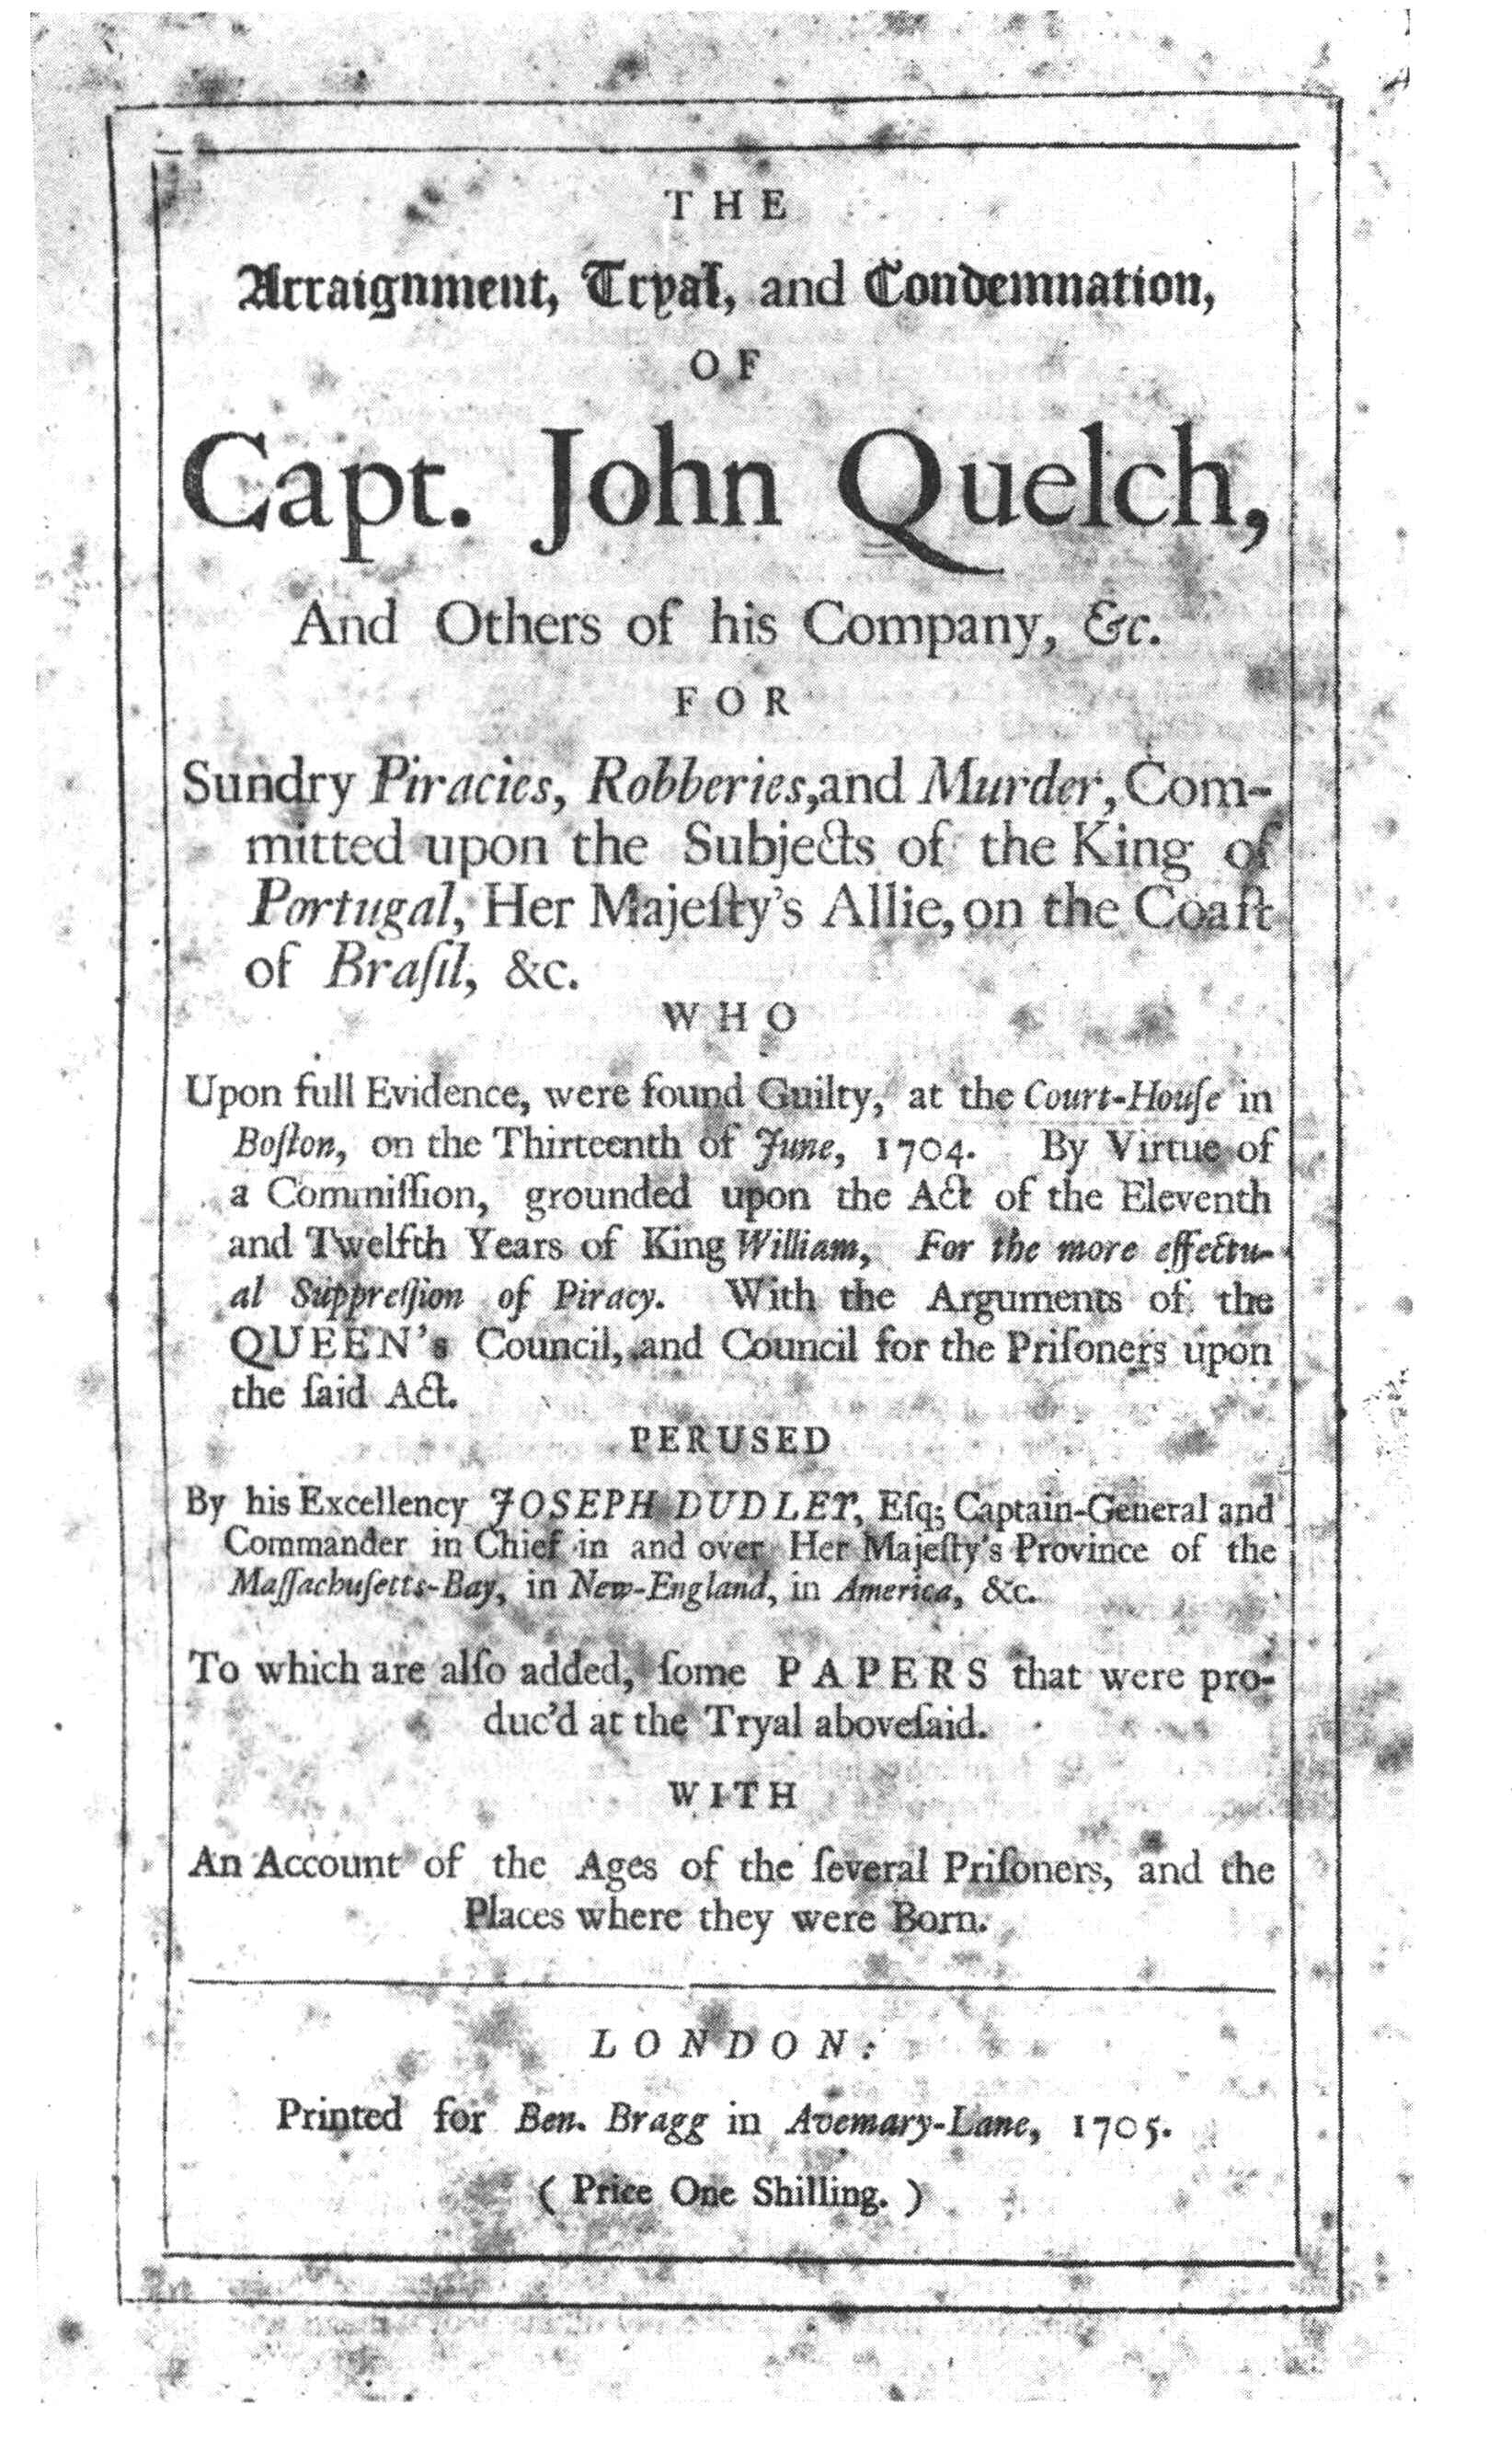 THE
Arraignment, Tryal, and Condemnation,
OF
Capt. John Quelch,
And Others of his Company, &c.
FOR
Sundry Piracies, Robberies, and Murder, Com-
mitted upon the Subjects of the King of
Portugal, Her Majeſty's Allie, on the Coaſt
of Braſil, &c.
WHO
Upon full Evidence, were found Guilty, at the Court-Houſe in
Boſton, on the Thirteenth of June, 1704. By Virtue of
a Commiſſion, grounded upon the Act of the Eleventh
and Twelfth Years of King William, For the more effectu-
al Suppreſſion of Piracy. With the Arguments of the
QUEEN's Council, and Council for the Priſoners upon
the ſaid Act.
PERUSED
By his Excellency JOSEPH DUDLEY, Eſq; Captain-General and
Commander in Chief in and over Her Majeſty's Province of the
Maſſachuſetts-Bay, in New-England, in America, &c.
To which are alſo added, ſome PAPERS that were pro-
duc'd at the Tryal aboveſaid.
WITH
An Account of the Ages of the ſeveral Priſoners, and the
Places where they were Born.
LONDON:
Printed for Ben. Bragg in Avemary-Lane, 1705.
( Price One Shilling. )